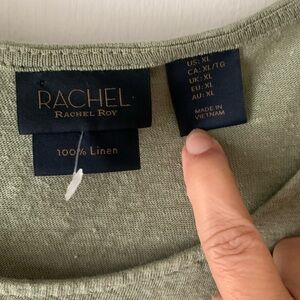 RACHEL
RACHEL ROY
100% Linen
US: XL
CA: XL/TG
UK: XL
EU: XL
AU: XL
MADE IN
VIETNAM